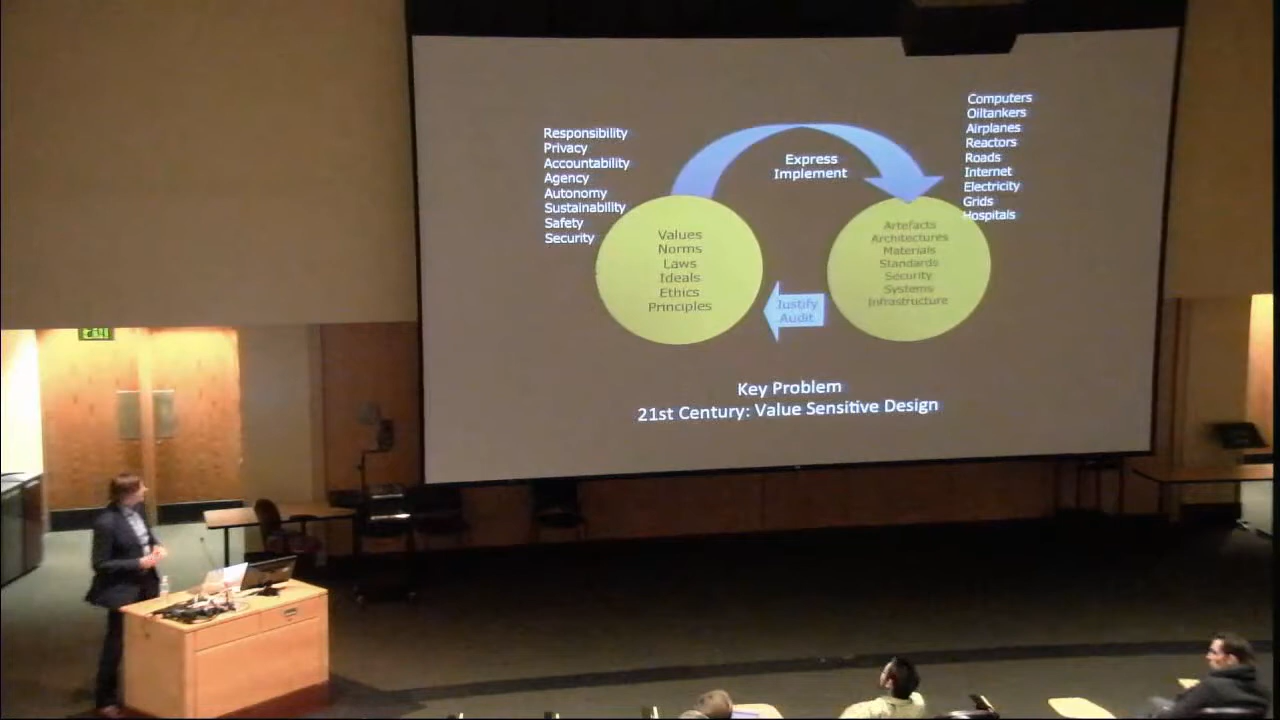 Responsibility
Privacy
Accountability
Agency
Autonomy
Sustainability
Safety
Security
Values
Norms
Laws
Ideals
Ethics
Principles
Express
Implement
Justify
Audit
Computers
Oiltankers
Airplanes
Reactors
Roads
Internet
Electricity
Grids
Hospitals
Artefacts
Architectures
Materials
Standards
Security
Systems
Infrastructure
Key Problem
21st Century: Value Sensitive Design
EXIT